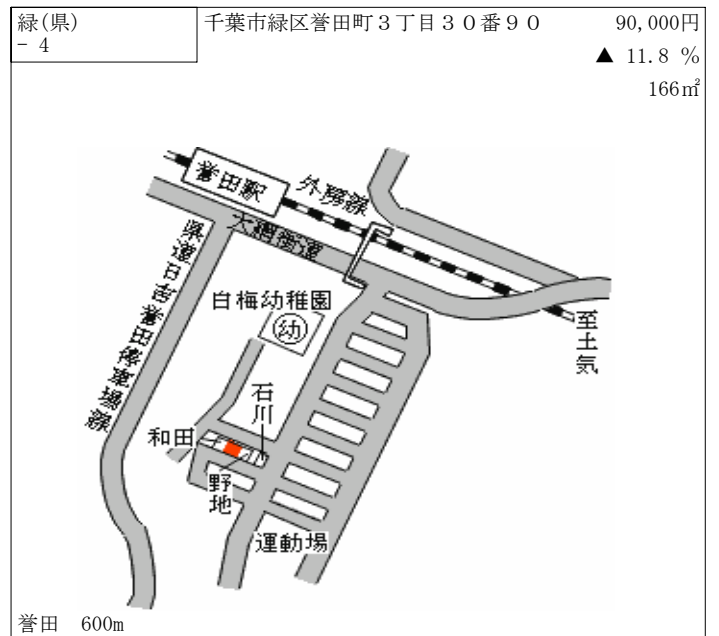 緑(県)
- 4
千葉市緑区誉田町３丁目３０番９０
90,000円
▲ 11.8 %
166㎡
誉田駅
外房線
大網街道
県道日吉誉田停車場線
白梅幼稚園
幼
至土気
石川
和田
野地
運動場
誉田 600m